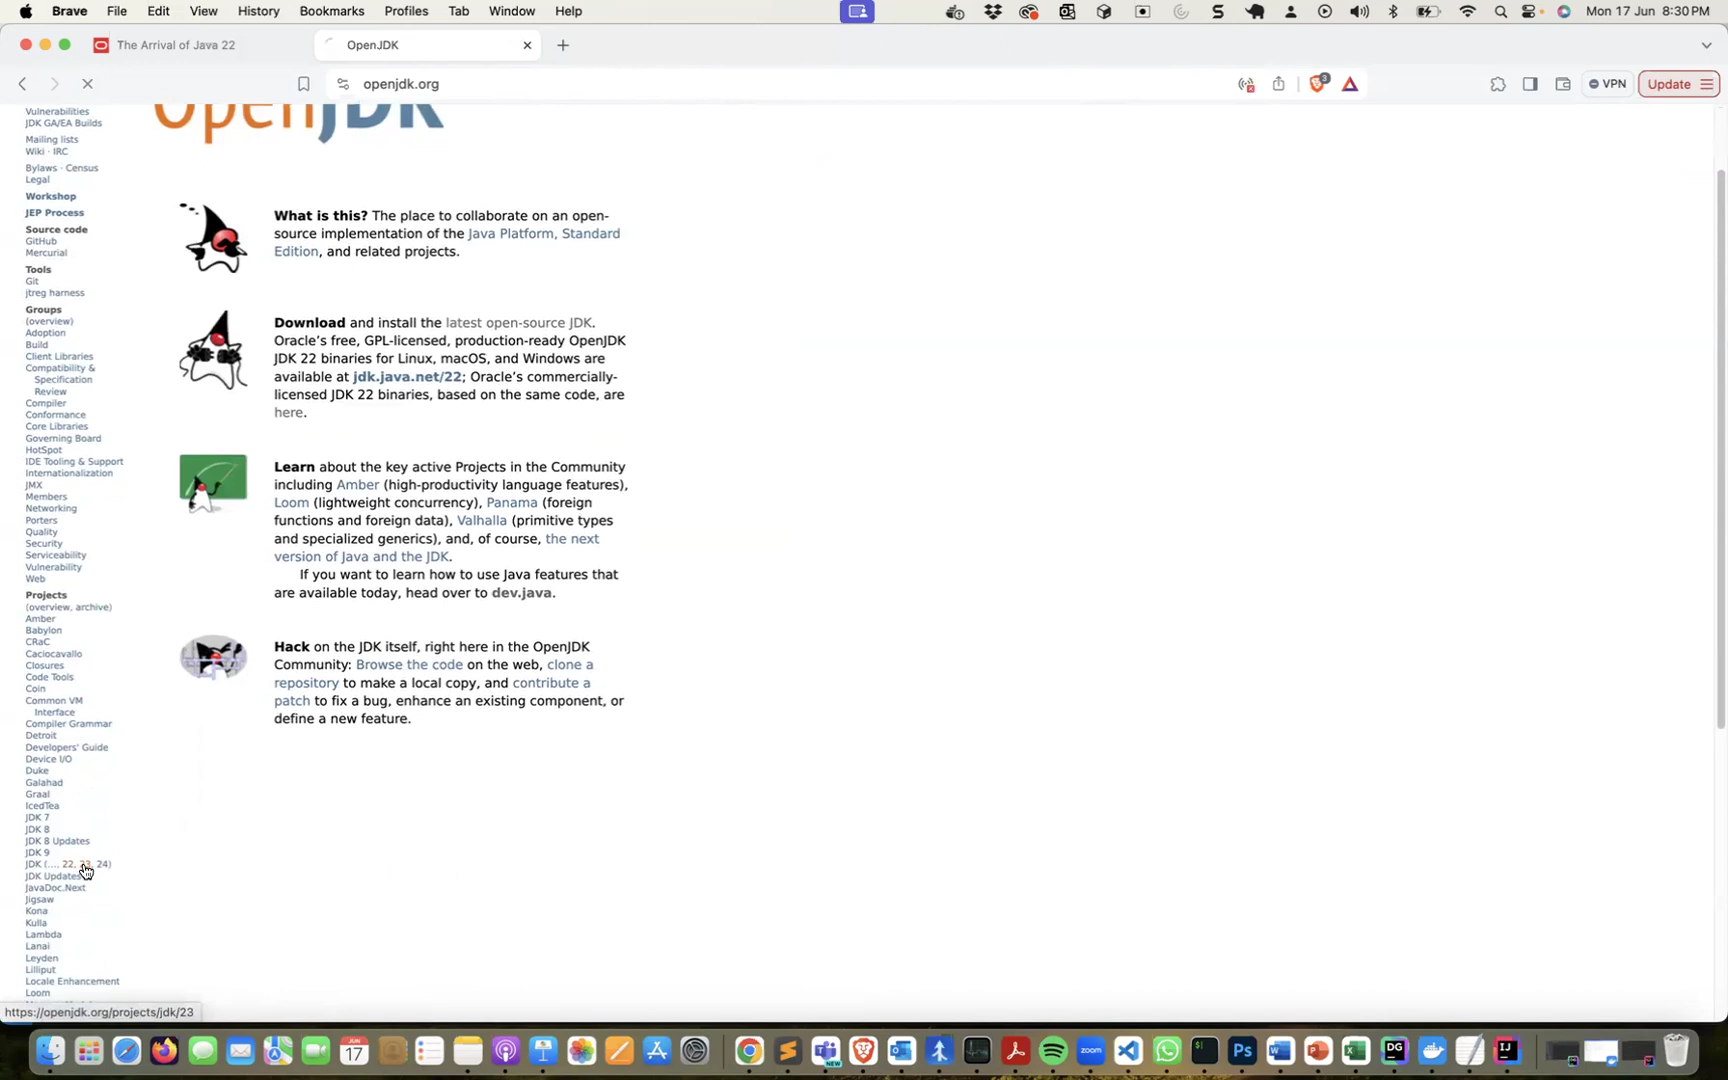 Brave File Edit View History Bookmarks Profiles Tab Window Help Mon 17 Jun 8:30 PM
The Arrival of Java 22
OpenJDK
openjdk.org
3
VPN
Update
OpenJDK
Vulnerabilities
JDK GA/EA Builds
Mailing lists
Wiki · IRC
Bylaws · Census
Legal
Workshop
JEP Process
Source code
GitHub
Mercurial
Tools
Git
jtreg harness
Groups
(overview)
Adoption
Build
Client Libraries
Compatibility &
Specification
Review
Compiler
Conformance
Core Libraries
Governing Board
HotSpot
IDE Tooling & Support
Internationalization
JMX
Members
Networking
Porters
Quality
Security
Serviceability
Vulnerability
Web
Projects
(overview, archive)
Amber
Babylon
CRaC
Caciocavallo
Closures
Code Tools
Coin
Common VM
Interface
Compiler Grammar
Detroit
Developers' Guide
Device I/O
Duke
Galahad
Graal
IcedTea
JDK 7
JDK 8
JDK 8 Updates
JDK 9
JDK (…, 22, 23, 24)
JDK Updates
JavaDoc.Next
Jigsaw
Kona
Kulla
Lambda
Lanai
Leyden
Lilliput
Locale Enhancement
Loom
What is this? The place to collaborate on an open-
source implementation of the Java Platform, Standard
Edition, and related projects.
Download and install the latest open-source JDK.
Oracle’s free, GPL-licensed, production-ready OpenJDK
JDK 22 binaries for Linux, macOS, and Windows are
available at jdk.java.net/22; Oracle’s commercially-
licensed JDK 22 binaries, based on the same code, are
here.
Learn about the key active Projects in the Community
including Amber (high-productivity language features),
Loom (lightweight concurrency), Panama (foreign
functions and foreign data), Valhalla (primitive types
and specialized generics), and, of course, the next
version of Java and the JDK.
If you want to learn how to use Java features that
are available today, head over to dev.java.
Hack on the JDK itself, right here in the OpenJDK
Community: Browse the code on the web, clone a
repository to make a local copy, and contribute a
patch to fix a bug, enhance an existing component, or
define a new feature.
https://openjdk.org/projects/jdk/23
JUN
17
NEW
zoom
Ps
W
P
X
DG
IJ